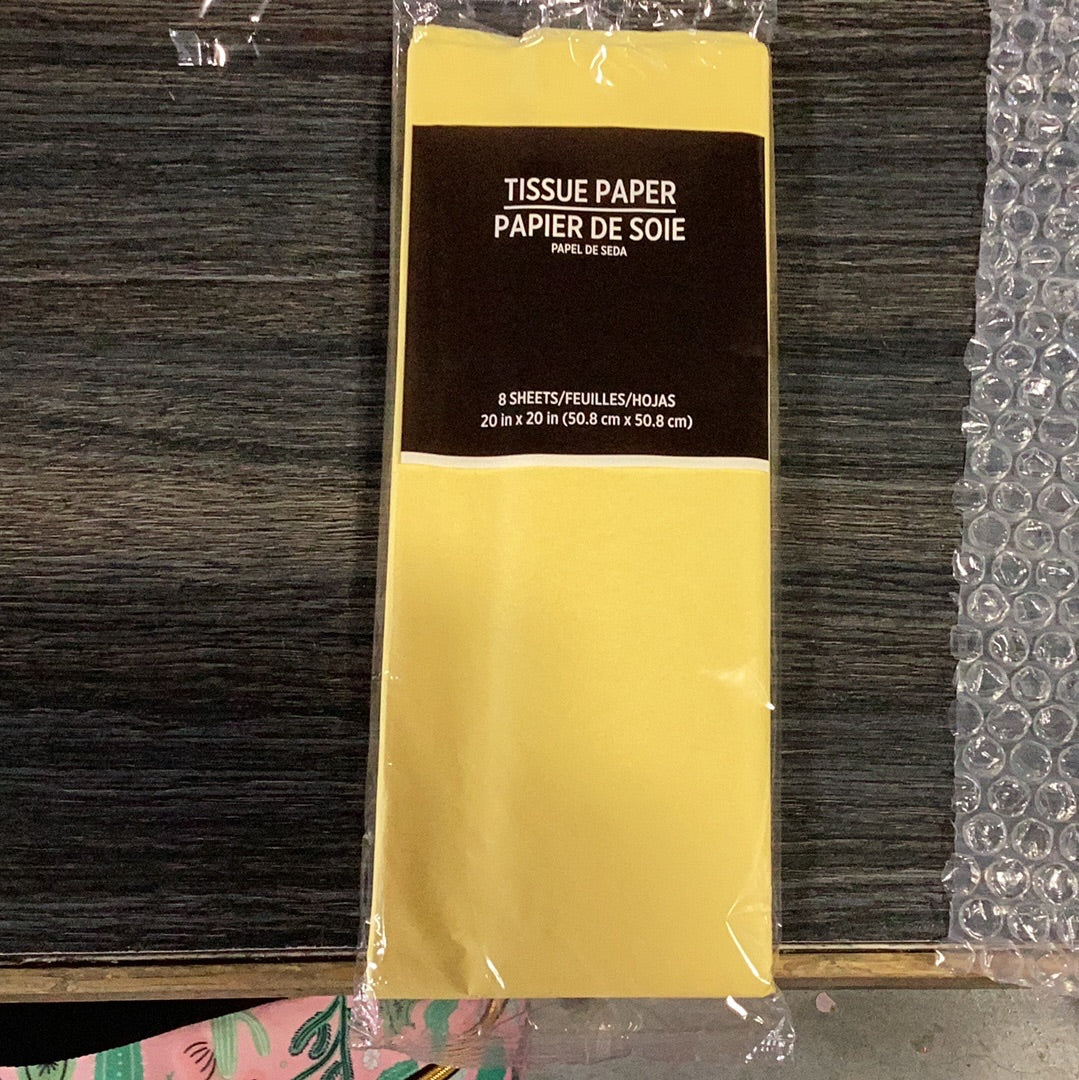 TISSUE PAPER
PAPIER DE SOIE
PAPEL DE SEDA
8 SHEETS/FEUILLES/HOJAS
20 in x 20 in (50.8 cm x 50.8 cm)